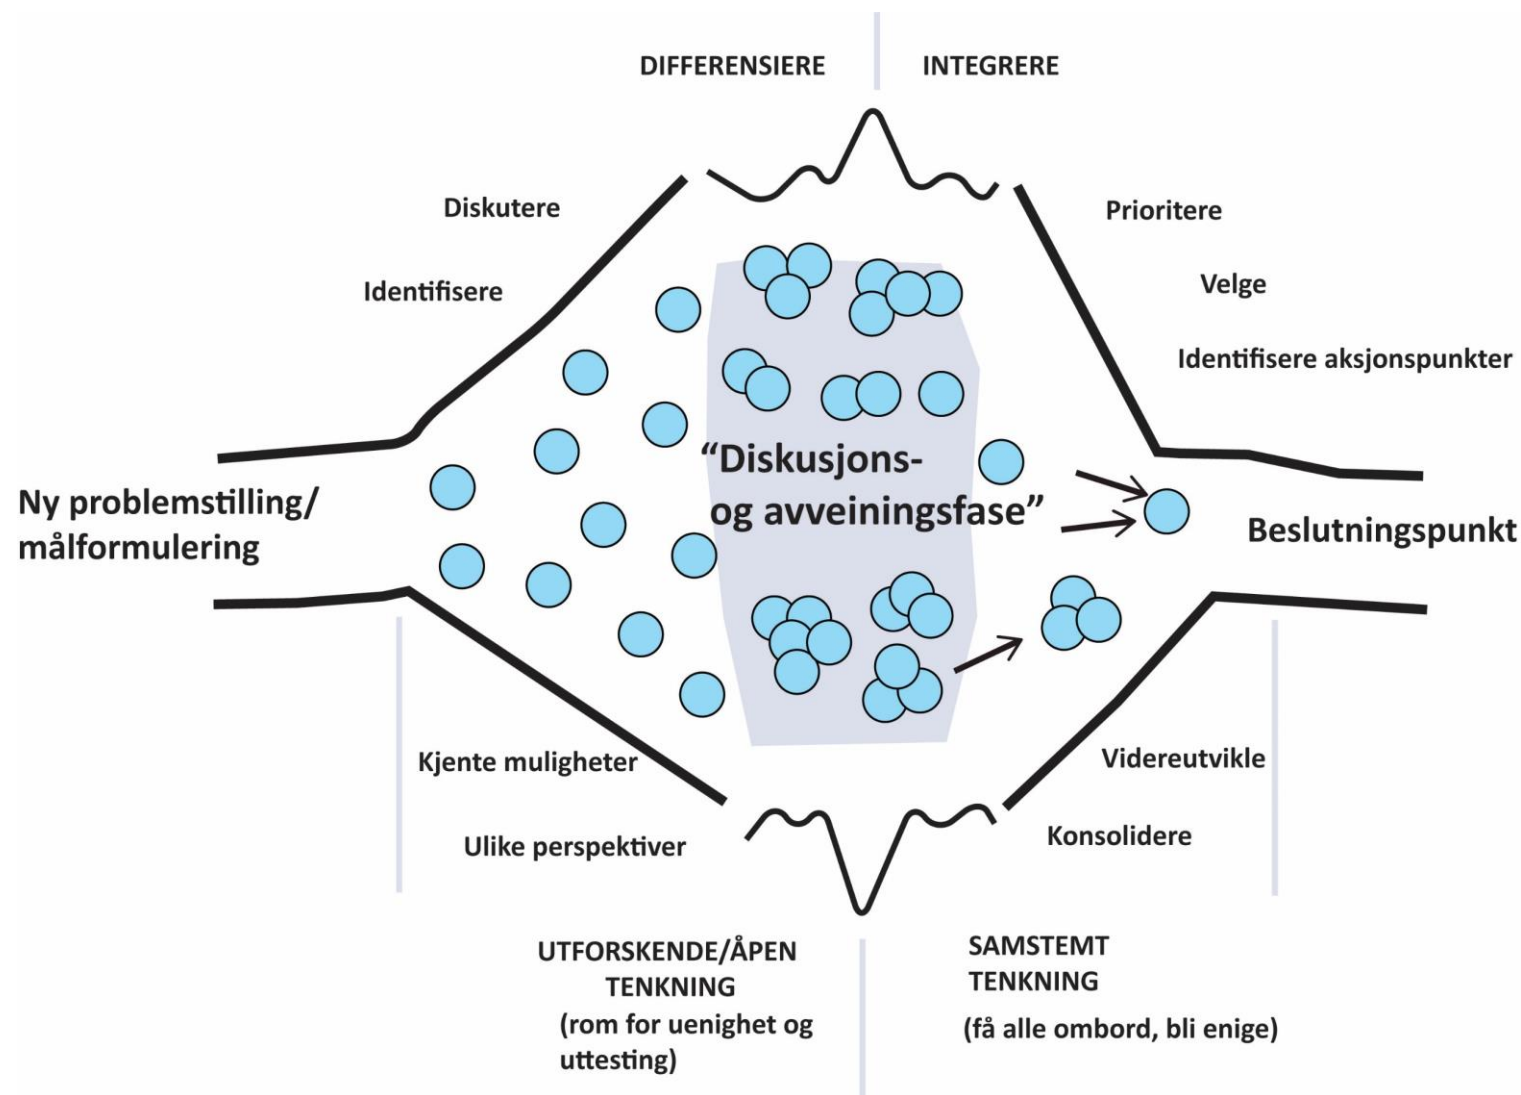 DIFFERENSIERE
INTEGRERE
Diskutere
Identifisere
Prioritere
Velge
Identifisere aksjonspunkter
Ny problemstilling/
målformulering
“Diskusjons-
og avveiningsfase”
Beslutningspunkt
Kjente muligheter
Ulike perspektiver
Videreutvikle
Konsolidere
UTFORSKENDE/ÅPEN
TENKNING
(rom for uenighet og
uttesting)
SAMSTEMT
TENKNING
(få alle ombord, bli enige)